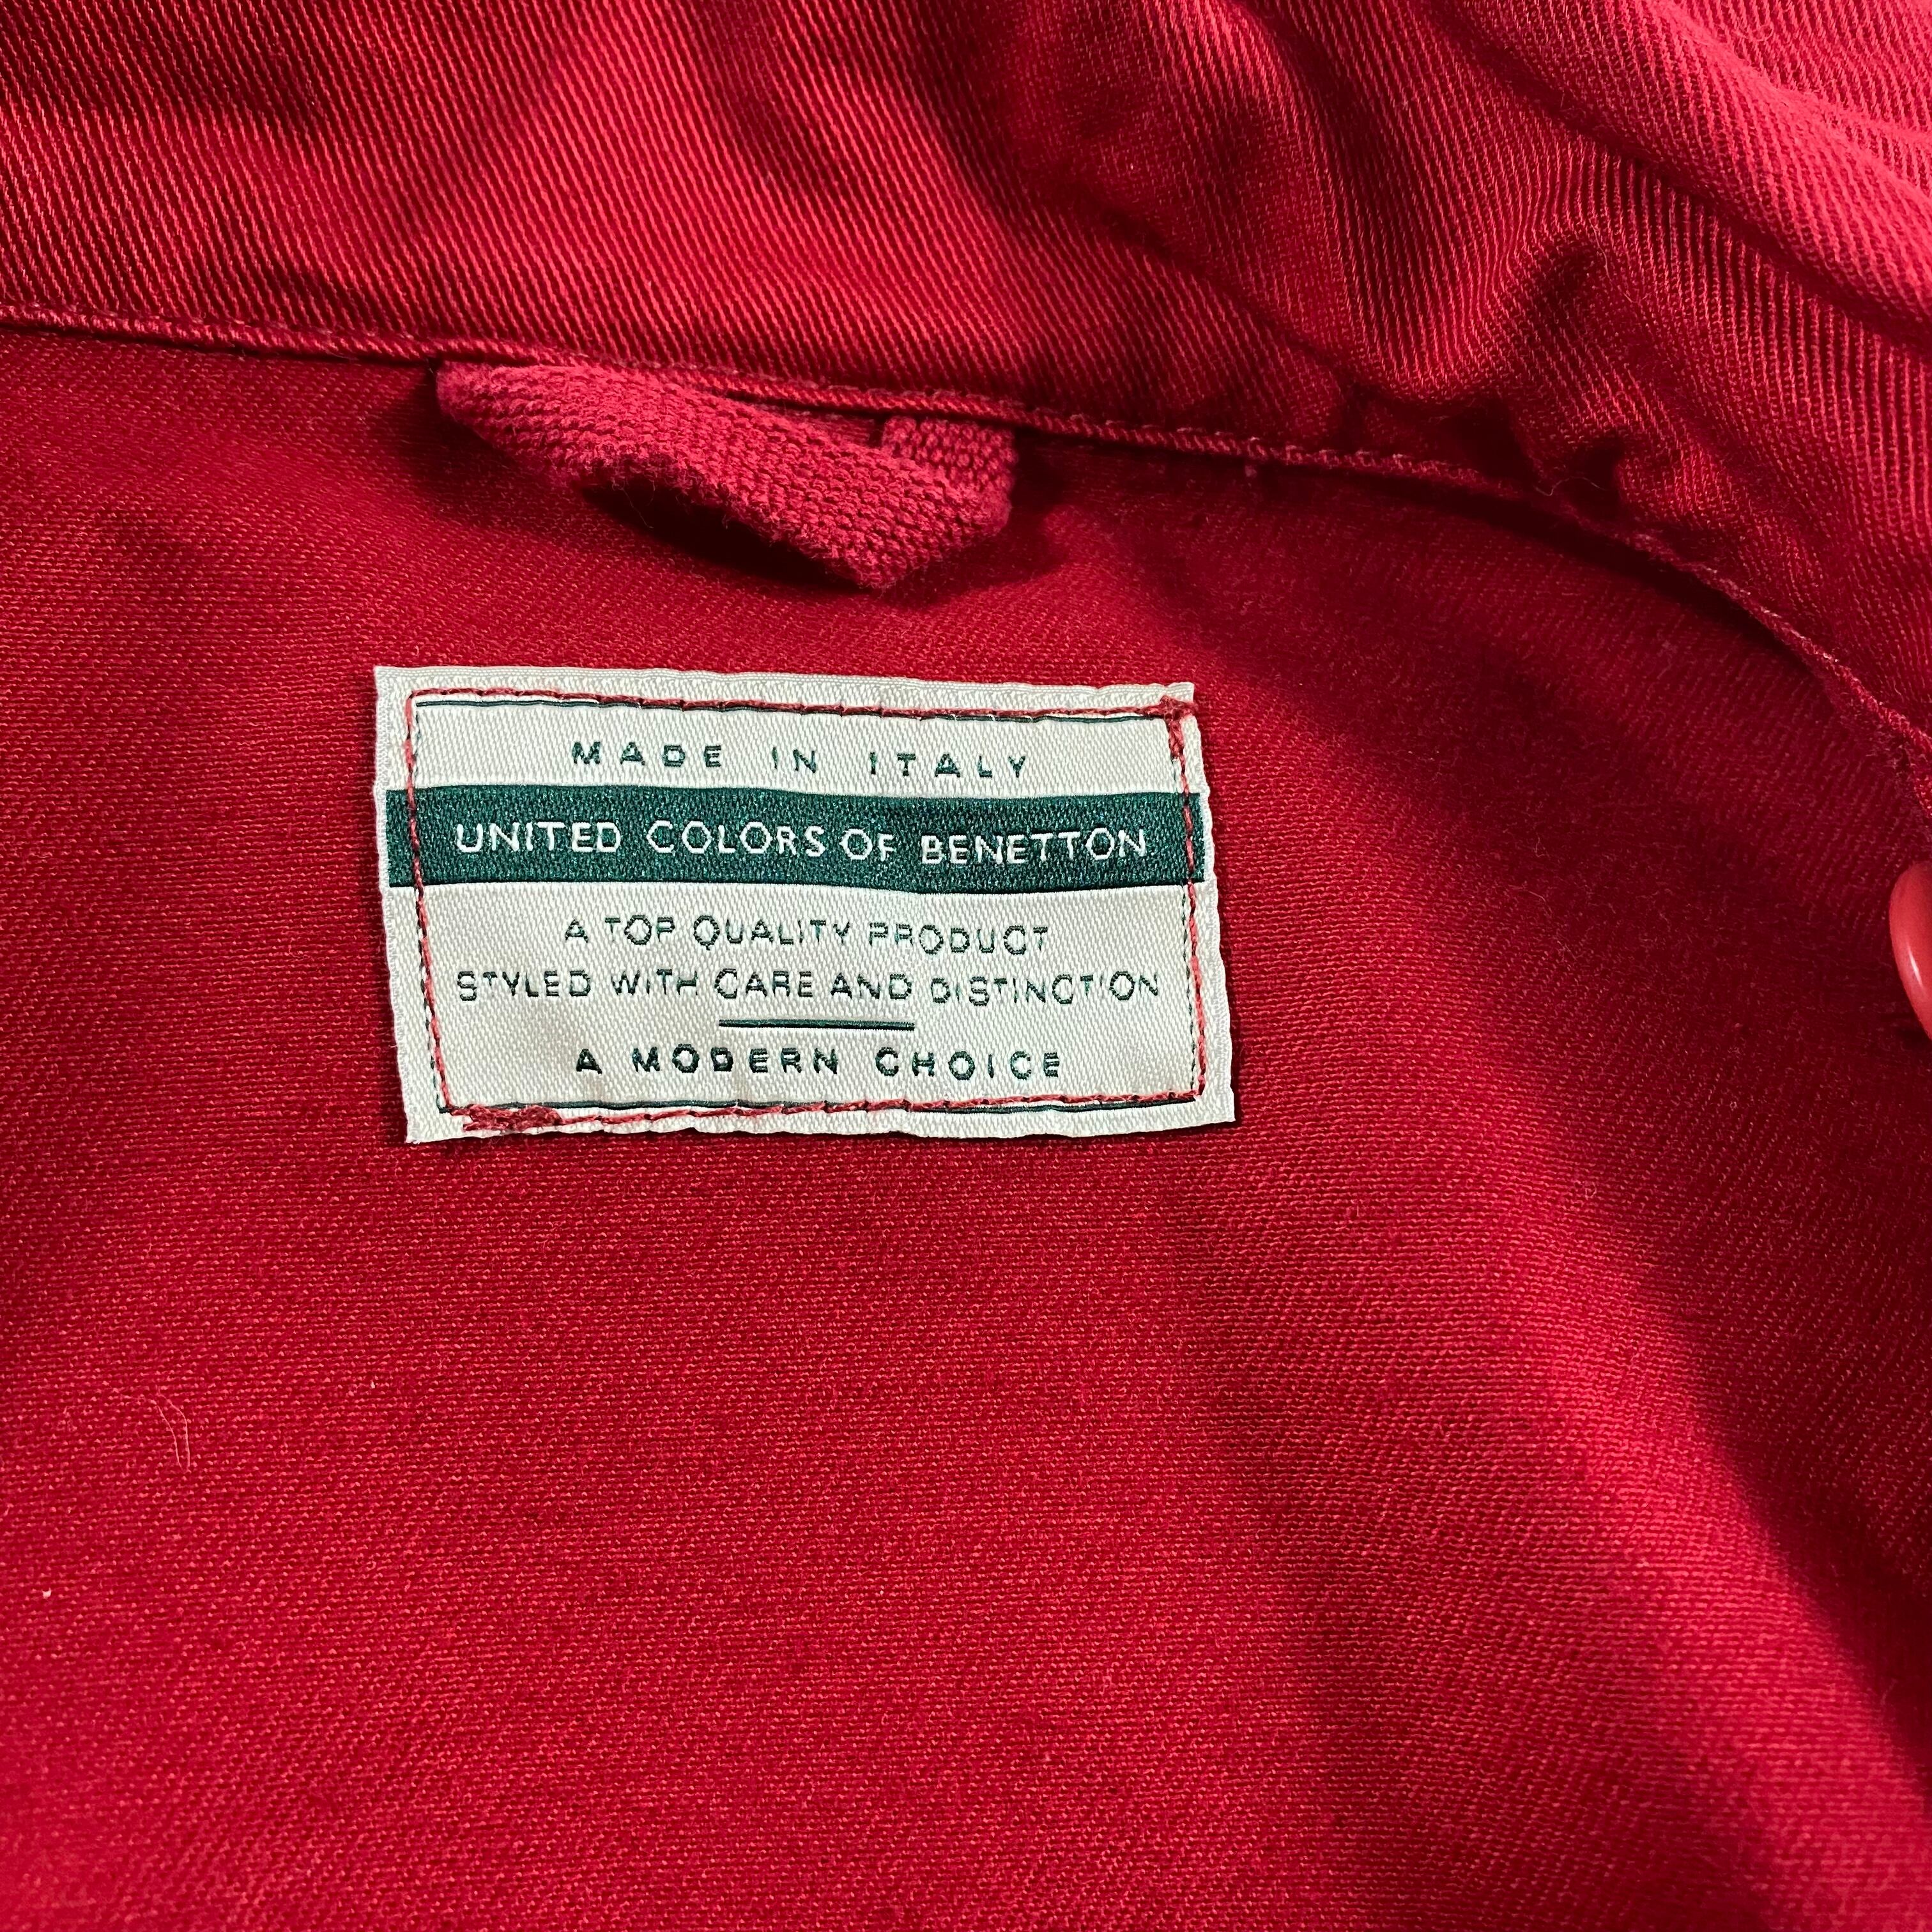 MADE IN ITALY
UNITED COLORS OF BENETTON
A TOP QUALITY PRODUCT
STYLED WITH CARE AND DISTINCTION
A MODERN CHOICE